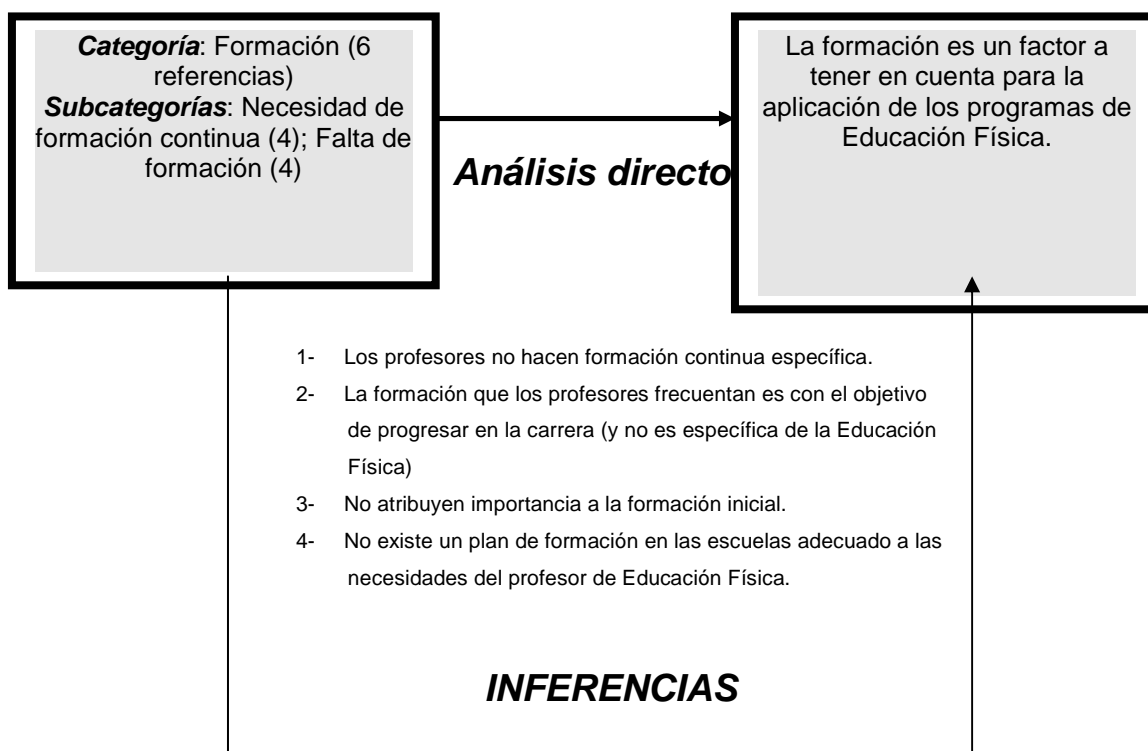 Categoría: Formación (6
referencias)
Subcategorías: Necesidad de
formación continua (4); Falta de
formación (4)
La formación es un factor a
tener en cuenta para la
aplicación de los programas de
Educación Física.
Análisis directo
1- Los profesores no hacen formación continua específica.
2- La formación que los profesores frecuentan es con el objetivo
de progresar en la carrera (y no es específica de la Educación
Física)
3- No atribuyen importancia a la formación inicial.
4- No existe un plan de formación en las escuelas adecuado a las
necesidades del profesor de Educación Física.
INFERENCIAS